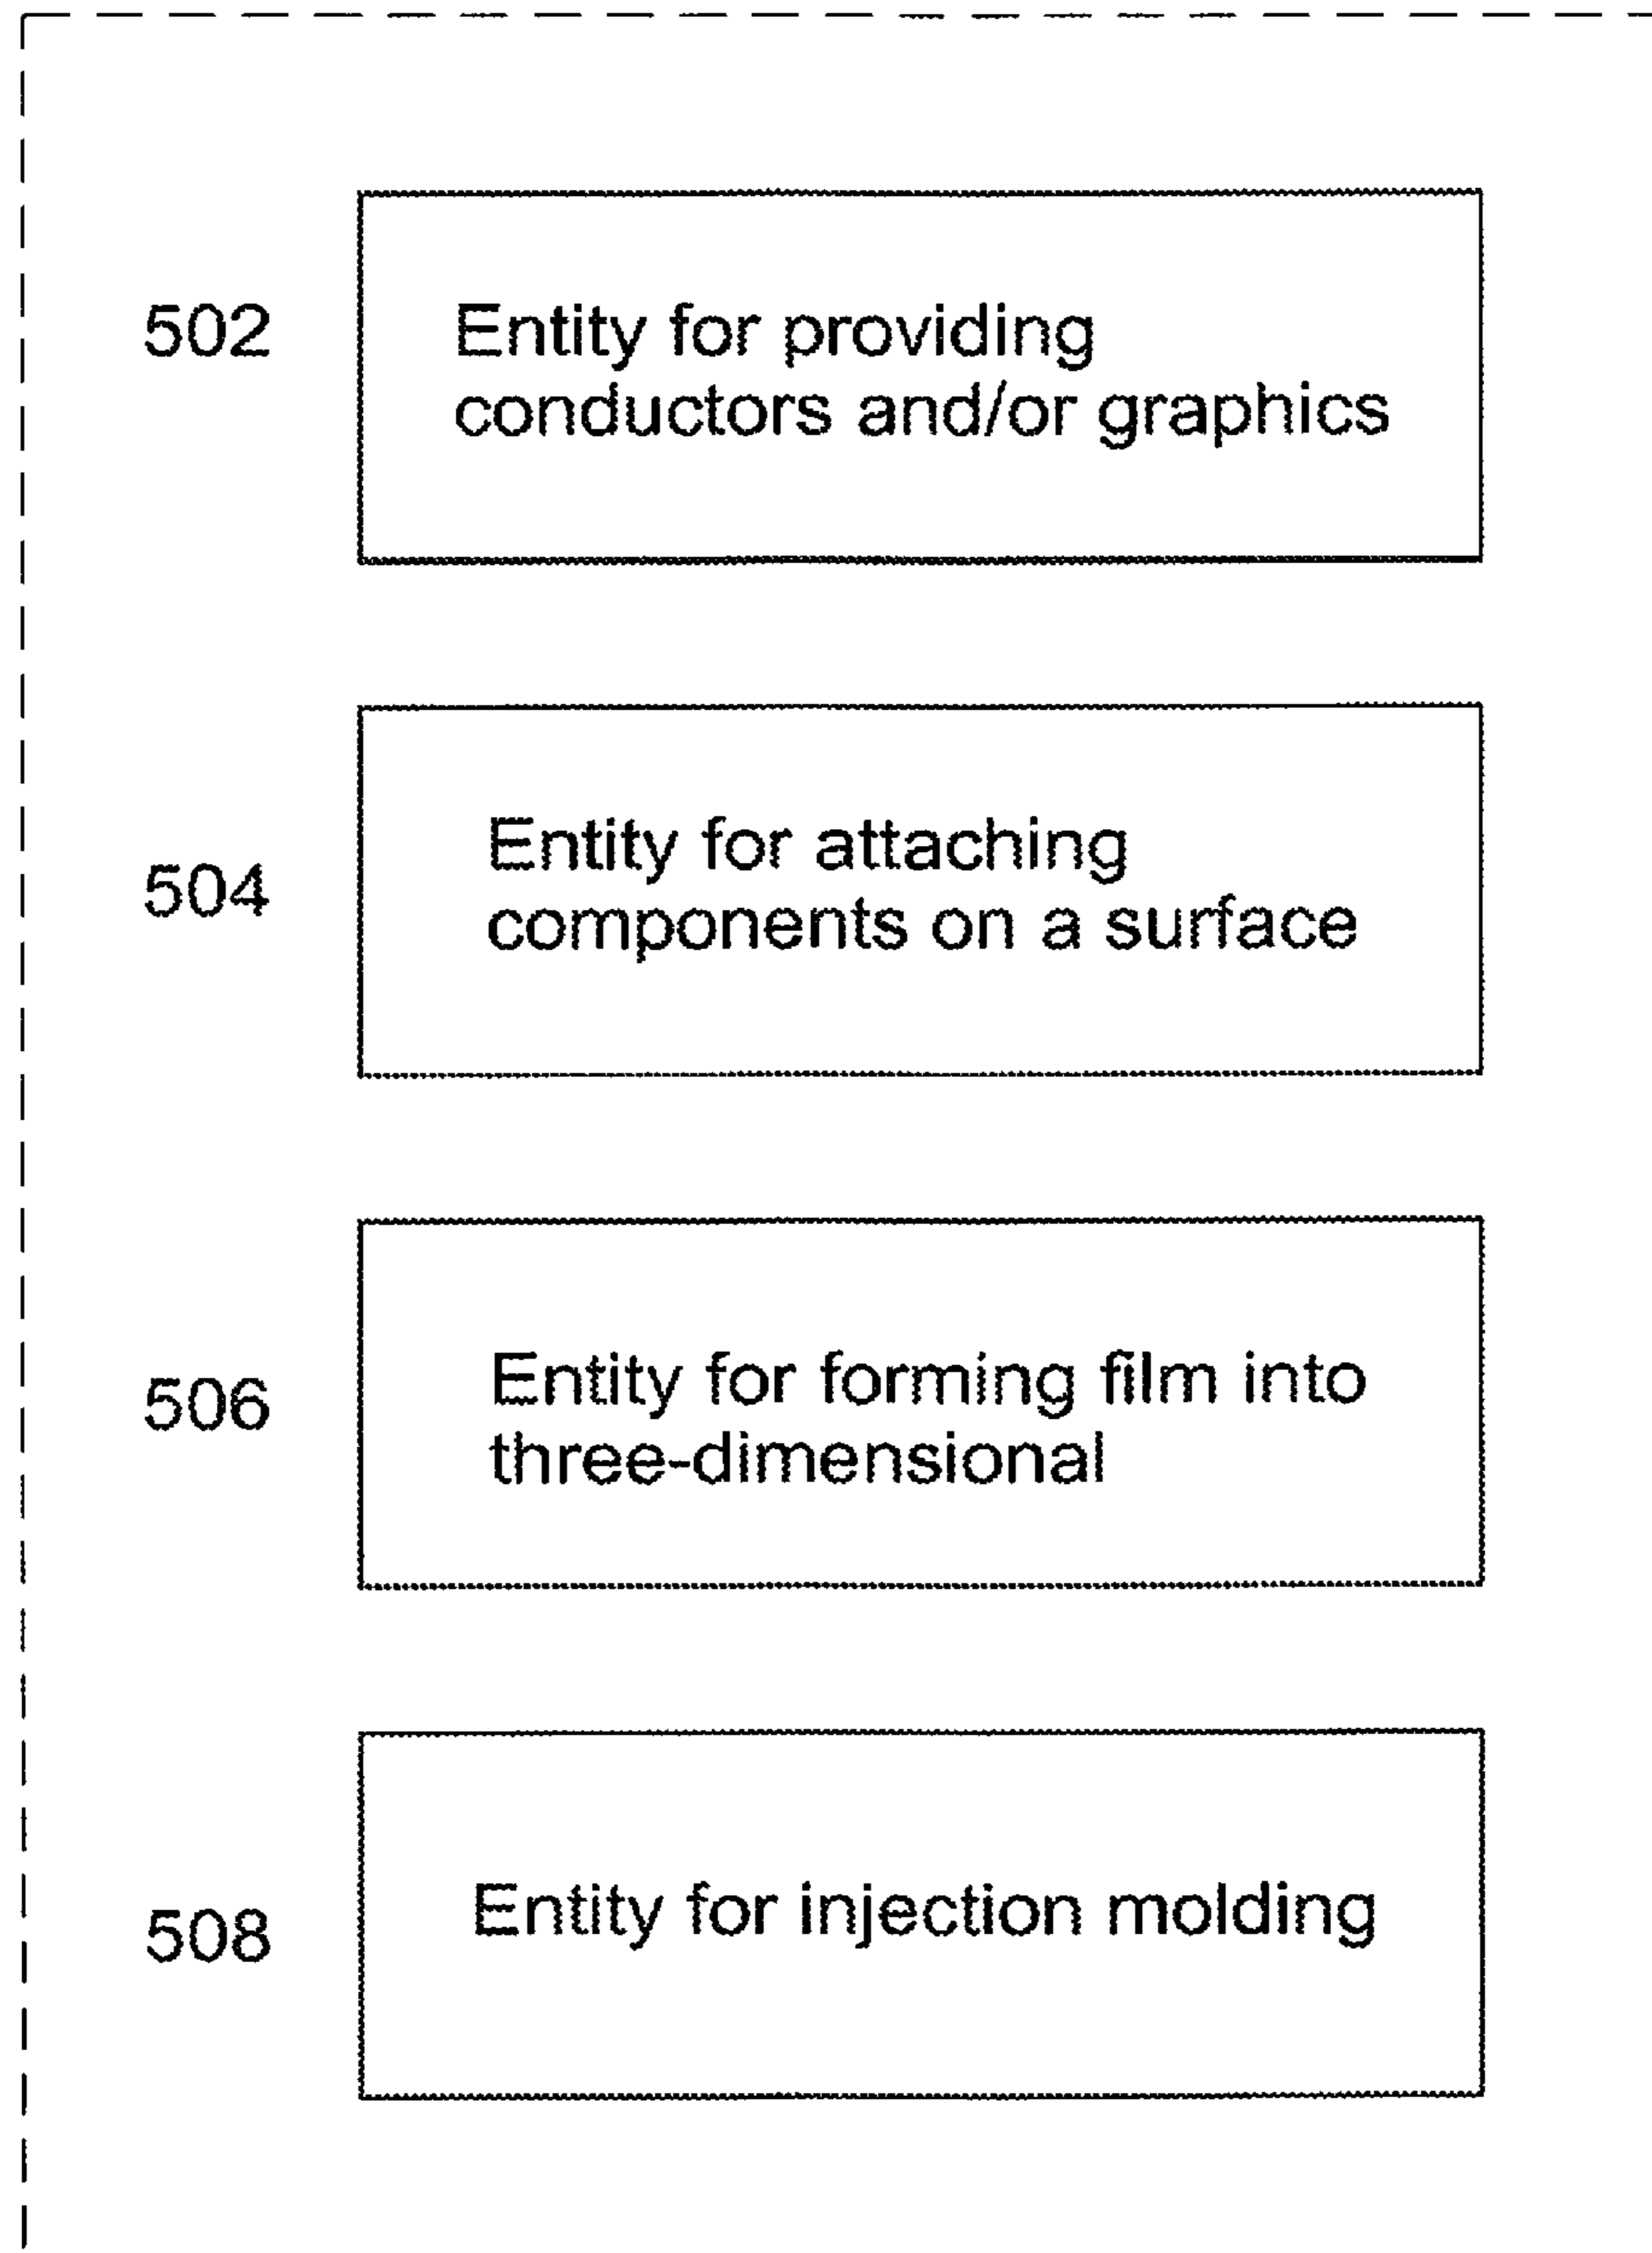 502
Entity for providing
conductors and/or graphics
504
Entity for attaching
components on a surface
506
Entity for forming film into
three-dimensional
508
Entity for injection molding